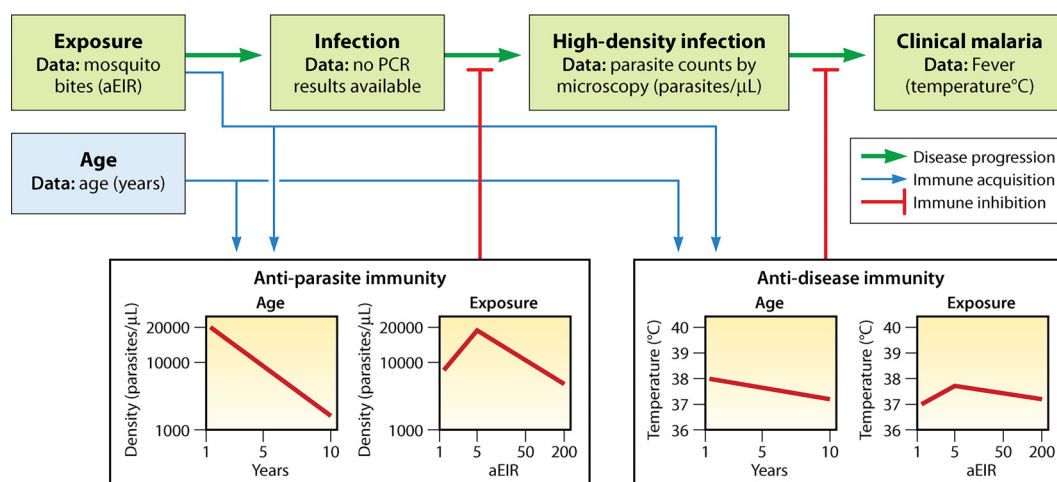 Exposure
Data: mosquito
bites (aEIR)
Infection
Data: no PCR
results available
High-density infection
Data: parasite counts by
microscopy (parasites/μL)
Clinical malaria
Data: Fever
(temperature°C)
Age
Data: age (years)
Disease progression
Immune acquisition
Immune inhibition
Anti-parasite immunity
Age
Density (parasites/μL)
20000
10000
1000
1 5 10
Years
Exposure
Density (parasites/μL)
20000
10000
1000
1 5 50 200
aEIR
Anti-disease immunity
Age
Temperature (°C)
40
39
38
37
36
1 5 10
Years
Exposure
Temperature (°C)
40
39
38
37
36
1 5 50 200
aEIR